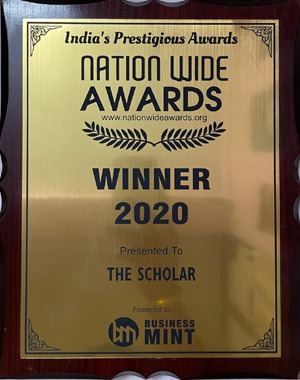 India's Prestigious Awards
NATION WIDE
AWARDS
www.nationwideawards.org
WINNER
2020
Presented To
THE SCHOLAR
Powered by
bm BUSINESS
MINT